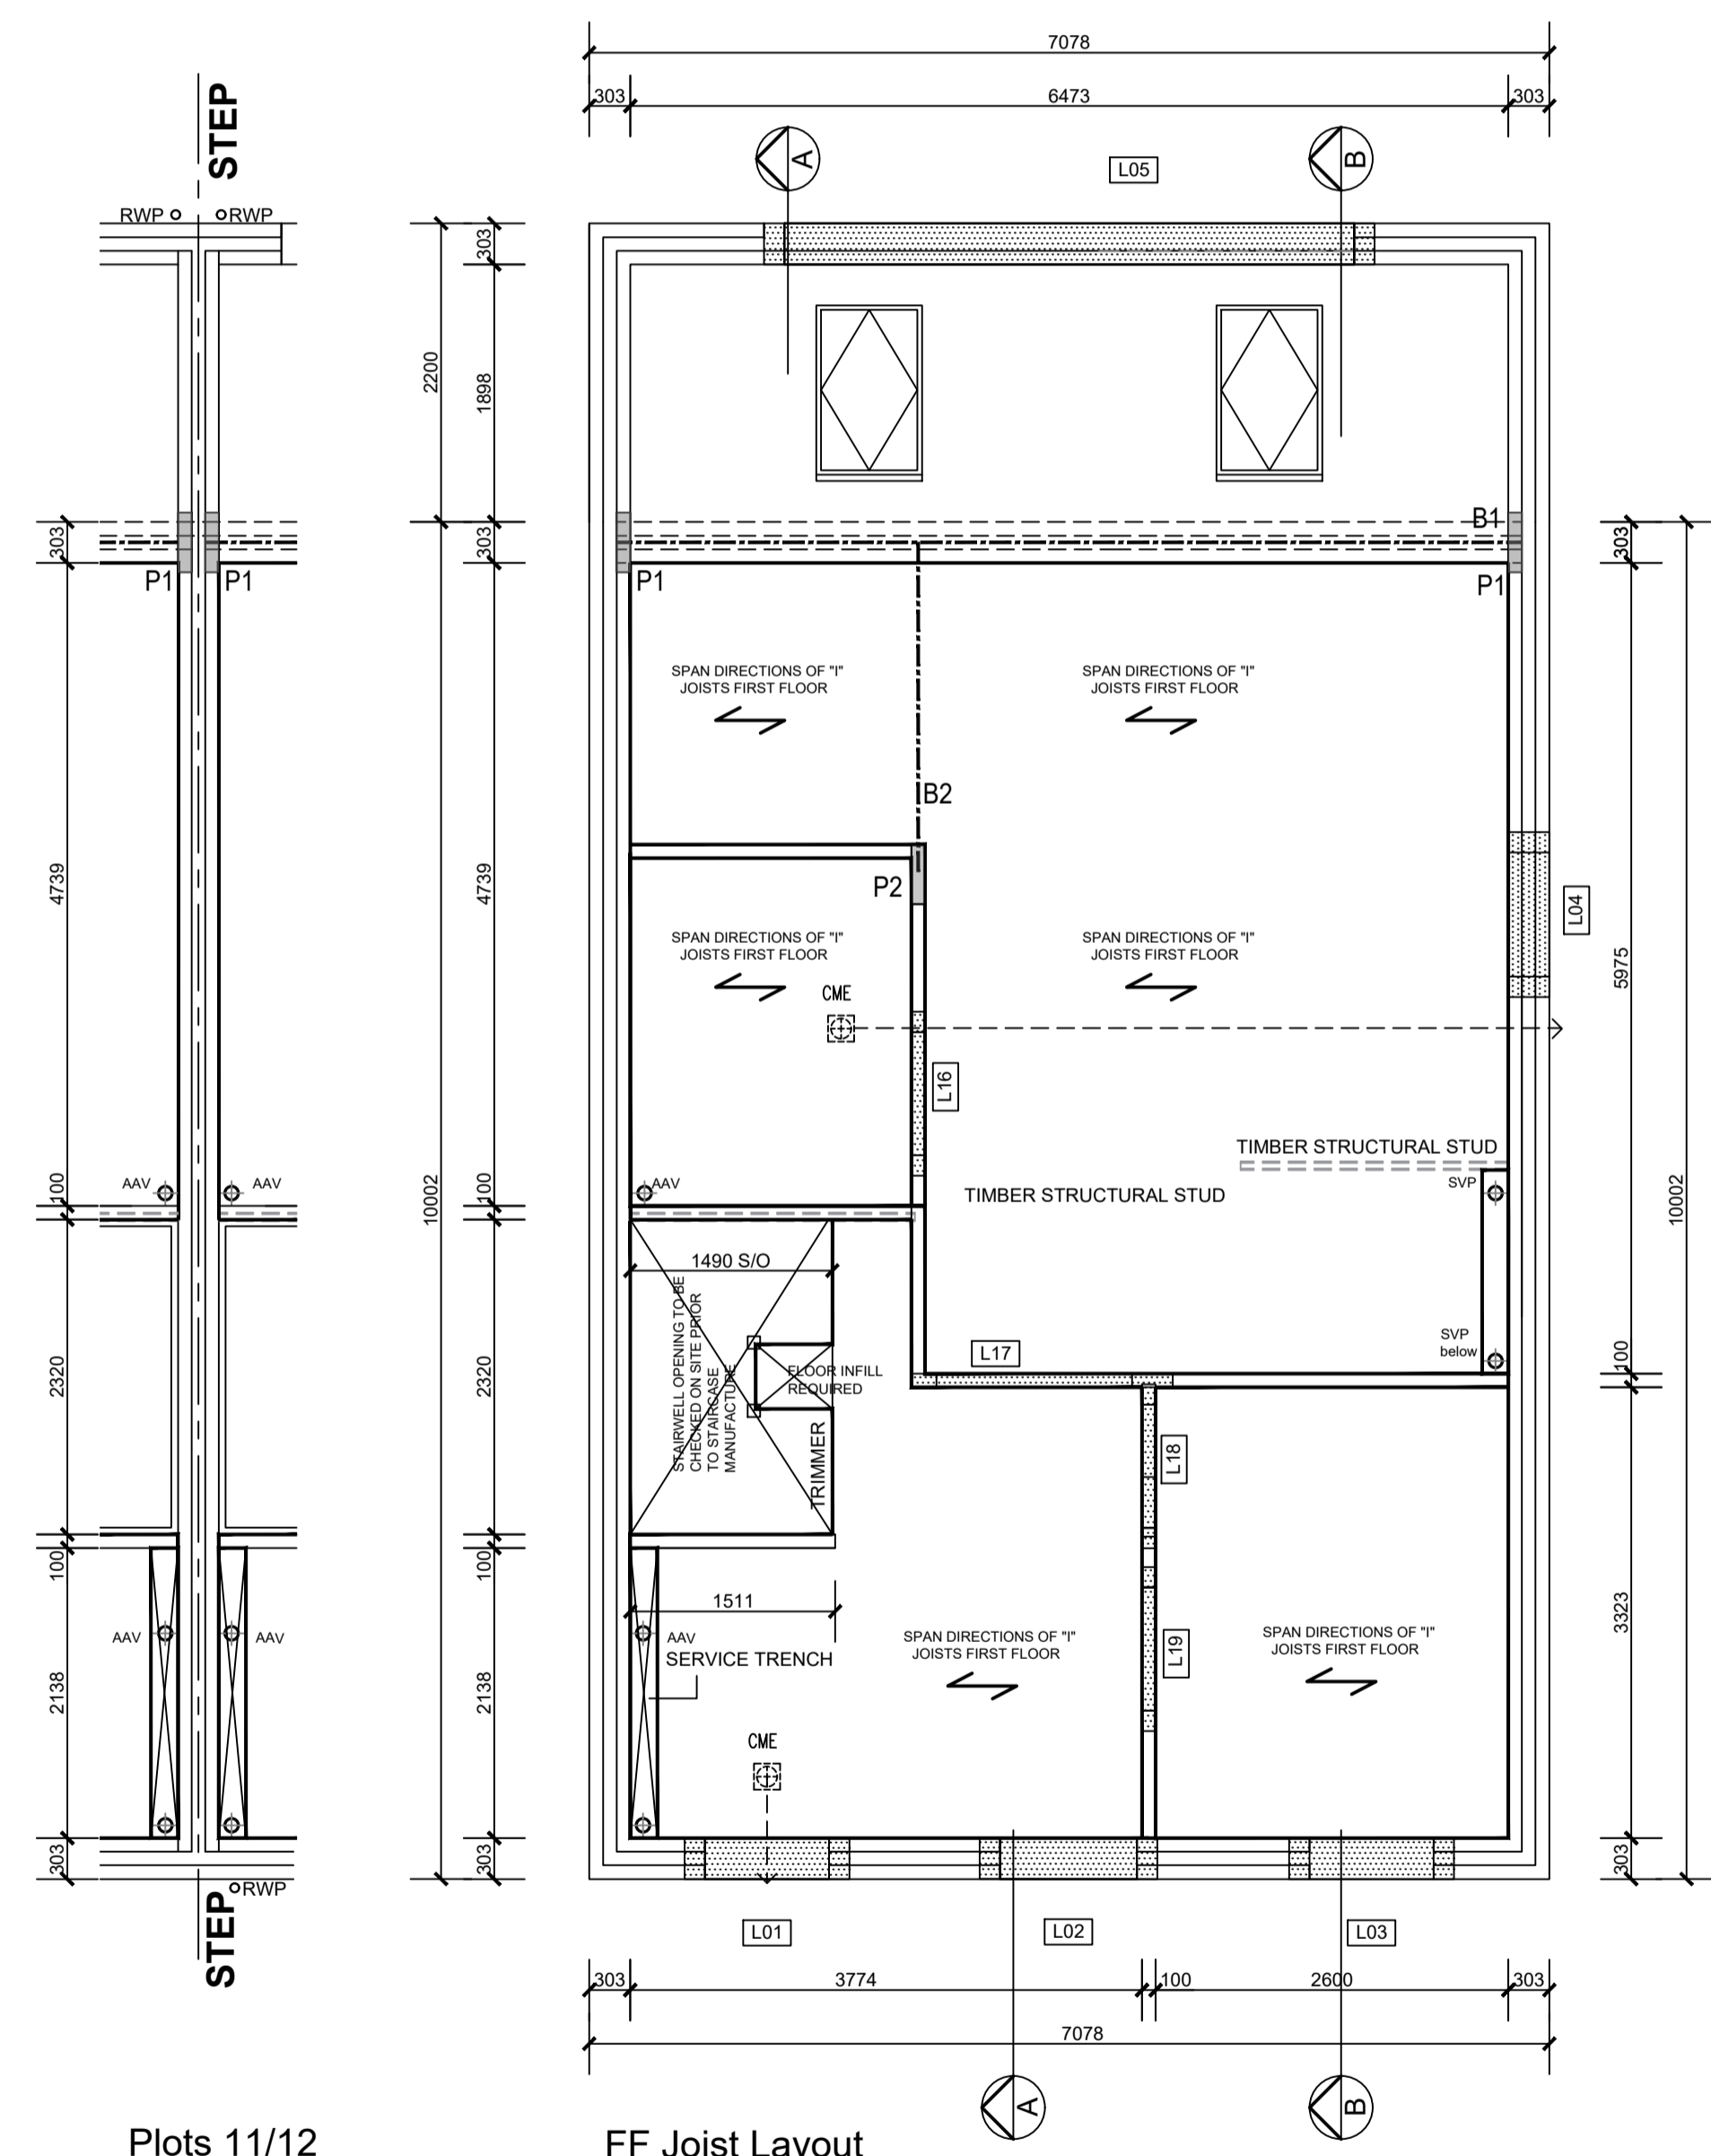 7078
303
6473
303
STEP
A
B
L05
RWP
RWP
303
2200
1898
303
303
B1
303
P1
P1
P1
P1
SPAN DIRECTIONS OF "I"
JOISTS FIRST FLOOR
SPAN DIRECTIONS OF "I"
JOISTS FIRST FLOOR
B2
4739
4739
P2
L04
SPAN DIRECTIONS OF "I"
JOISTS FIRST FLOOR
SPAN DIRECTIONS OF "I"
JOISTS FIRST FLOOR
5975
CME
L16
TIMBER STRUCTURAL STUD
AAV
AAV
AAV
SVP
100
100
10002
TIMBER STRUCTURAL STUD
10002
1490 S/O
STAIRWELL OPENING TO BE
CHECKED ON SITE PRIOR
TO STAIRCASE
MANUFACTURE
FLOOR INFILL
REQUIRED
TRIMMER
L17
SVP
below
2320
2320
100
L18
100
100
1511
AAV
AAV
AAV
SERVICE TRENCH
SPAN DIRECTIONS OF "I"
JOISTS FIRST FLOOR
L19
SPAN DIRECTIONS OF "I"
JOISTS FIRST FLOOR
3323
2138
2138
CME
303
303
303
RWP
STEP
L01
L02
L03
303
3774
100
2600
303
7078
A
B
Plots 11/12
FF Joist Layout